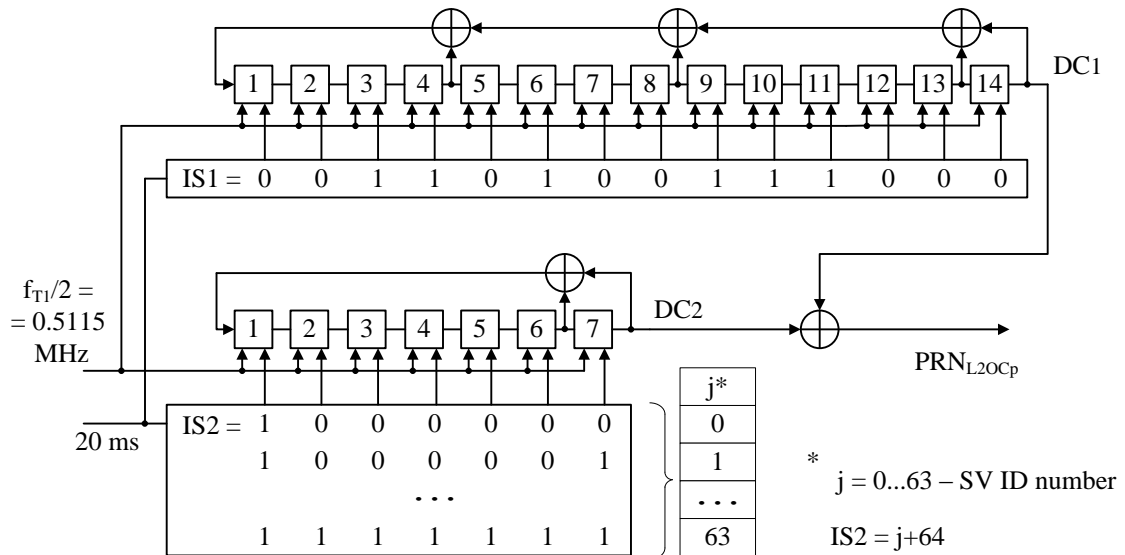 DC1
1 2 3 4 5 6 7 8 9 10 11 12 13 14
IS1 = 0 0 1 1 0 1 0 0 1 1 1 0 0 0
f_T1/2 =
= 0.5115
MHz
1 2 3 4 5 6 7
DC2
PRN_L2OCp
20 ms
IS2 = 1 0 0 0 0 0 0
1 0 0 0 0 0 1
...
1 1 1 1 1 1 1
j*
0
1
...
63
*
j = 0...63 – SV ID number
IS2 = j+64